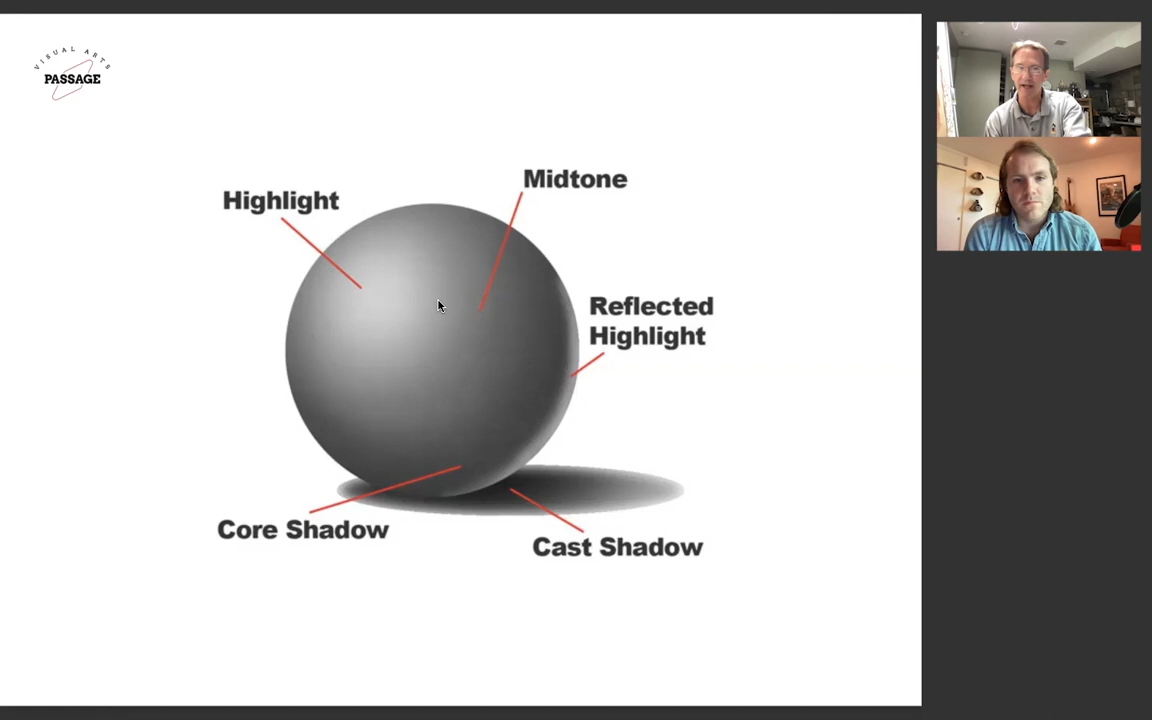 VISUAL ARTS
PASSAGE
Highlight
Midtone
Reflected
Highlight
Core Shadow
Cast Shadow